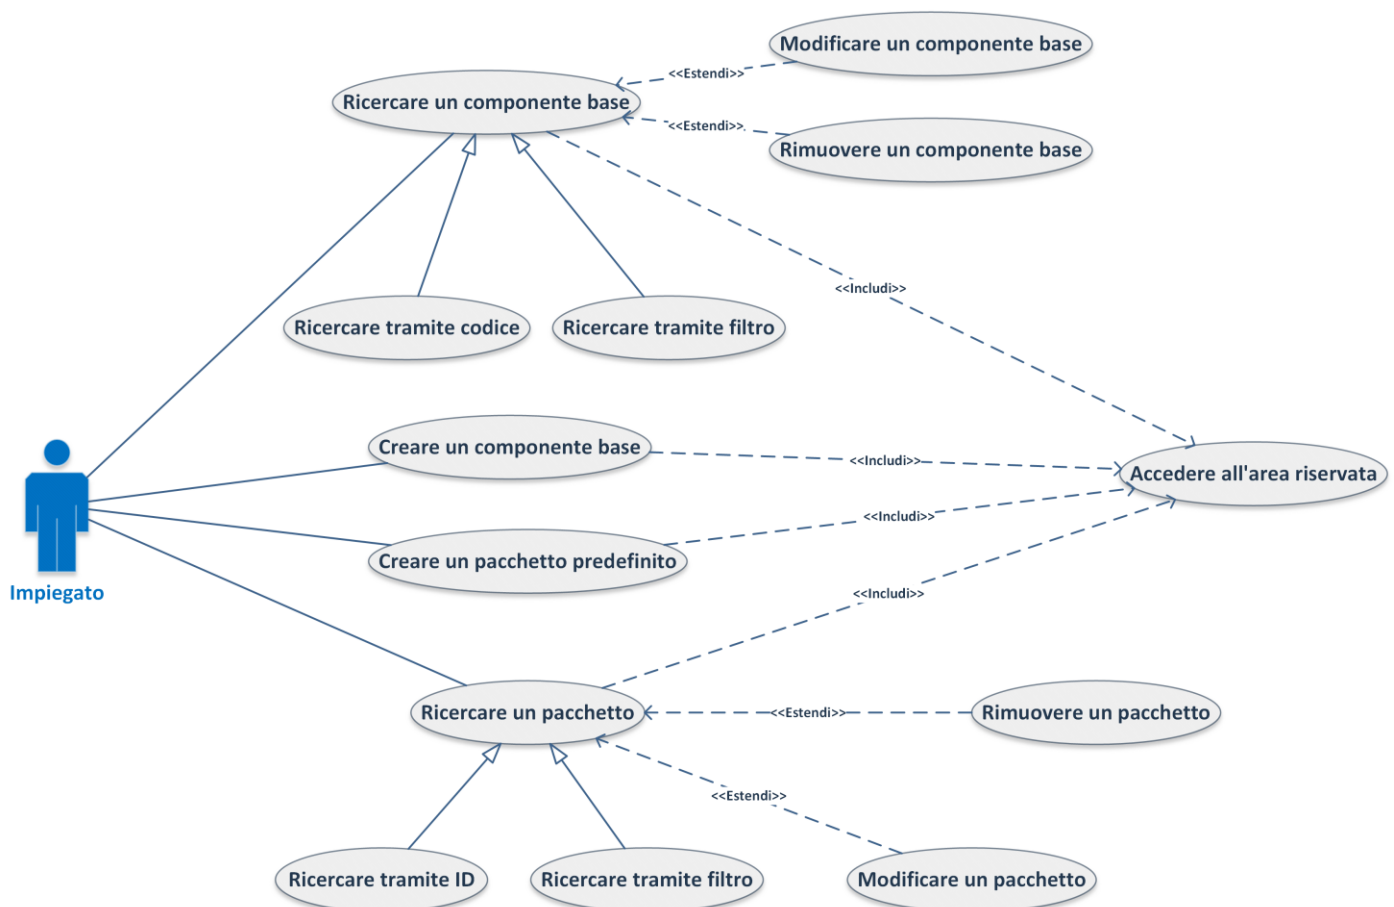 Modificare un componente base
<<Estendi>>
Ricercare un componente base
<<Estendi>>
Rimuovere un componente base
<<Includi>>
Ricercare tramite codice
Ricercare tramite filtro
Creare un componente base
<<Includi>>
Accedere all'area riservata
<<Includi>>
Creare un pacchetto predefinito
Impiegato
<<Includi>>
Ricercare un pacchetto
<<Estendi>>
Rimuovere un pacchetto
<<Estendi>>
Ricercare tramite ID
Ricercare tramite filtro
Modificare un pacchetto